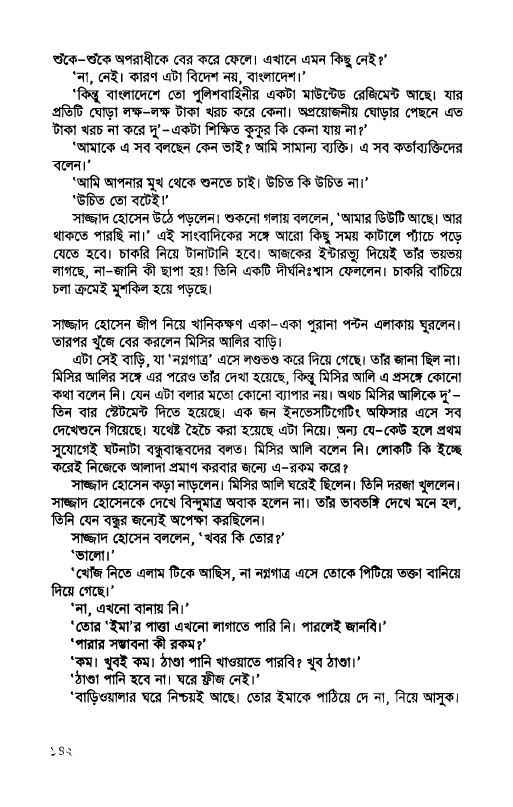 শুঁকে–শুঁকে অপরাধীকে বের করে ফেলে। এখানে এমন কিছু নেই?’
‘না, নেই। কারণ এটা বিদেশ নয়, বাংলাদেশ।’
‘কিন্তু বাংলাদেশে তো পুলিশবাহিনীর একটা মাউন্টেড রেজিমেন্ট আছে। যার
প্রতিটি ঘোড়া লক্ষ–লক্ষ টাকা খরচ করে কেনা। অপ্রয়োজনীয় ঘোড়ার পেছনে এত
টাকা খরচ না করে দু’–একটা শিক্ষিত কুকুর কি কেনা যায় না?’
‘আমাকে এ সব বলছেন কেন ভাই? আমি সামান্য ব্যক্তি। এ সব কর্তাব্যক্তিদের
বলেন।’
‘আমি আপনার মুখ থেকে শুনতে চাই। উচিত কি উচিত না।’
‘উচিত তো বটেই!’
সাজ্জাদ হোসেন উঠে পড়লেন। শুকনো গলায় বললেন, ‘আমার ডিউটি আছে। আর
থাকতে পারছি না।’ এই সাংবাদিকের সঙ্গে আরো কিছু সময় কাটালে প্যাঁচে পড়ে
যেতে হবে। চাকরি নিয়ে টানাটানি হবে। আজকের ইন্টারভ্যু দিয়েই তাঁর ভয়ভয়
লাগছে, না–জানি কী ছাপা হয়! তিনি একটি দীর্ঘনিঃশ্বাস ফেললেন। চাকরি বাঁচিয়ে
চলা ক্রমেই মুশকিল হয়ে পড়ছে।
সাজ্জাদ হোসেন জীপ নিয়ে খানিকক্ষণ একা–একা পুরানা পল্টন এলাকায় ঘুরলেন।
তারপর খুঁজে বের করলেন মিসির আলির বাড়ি।
এটা সেই বাড়ি, যা ‘নগ্নগাত্র’ এসে লণ্ডভণ্ড করে দিয়ে গেছে। তাঁর জানা ছিল না।
মিসির আলির সঙ্গে এর পরেও তাঁর দেখা হয়েছে, কিন্তু মিসির আলি এ প্রসঙ্গে কোনো
কথা বলেন নি। যেন এটা বলার মতো কোনো ব্যাপার নয়। অথচ মিসির আলিকে দু’–
তিন বার স্টেটমেন্ট দিতে হয়েছে। এক জন ইনভেসটিগেটিং অফিসার এসে সব
দেখেশুনে গিয়েছে। যথেষ্ট হৈচৈ করা হয়েছে এটা নিয়ে। অন্য যে–কেউ হলে প্রথম
সুযোগেই ঘটনাটা বন্ধুবান্ধবদের বলত। মিসির আলি বলেন নি। লোকটি কি ইচ্ছে
করেই নিজেকে আলাদা প্রমাণ করবার জন্যে এ–রকম করে?
সাজ্জাদ হোসেন কড়া নাড়লেন। মিসির আলি ঘরেই ছিলেন। তিনি দরজা খুললেন।
সাজ্জাদ হোসেনকে দেখে বিন্দুমাত্র অবাক হলেন না। তাঁর ভাবভঙ্গি দেখে মনে হল,
তিনি যেন বন্ধুর জন্যেই অপেক্ষা করছিলেন।
সাজ্জাদ হোসেন বললেন, ‘খবর কি তোর?’
‘ভালো।’
‘খোঁজ নিতে এলাম টিকে আছিস, না নগ্নগাত্র এসে তোকে পিটিয়ে তক্তা বানিয়ে
দিয়ে গেছে।’
‘না, এখনো বানায় নি।’
‘তোর ‘ইমা’র পাত্তা এখনো লাগাতে পারি নি। পারলেই জানবি।’
‘পারার সম্ভাবনা কী রকম?’
‘কম। খুবই কম। ঠাণ্ডা পানি খাওয়াতে পারবি? খুব ঠাণ্ডা।’
‘ঠাণ্ডা পানি হবে না। ঘরে ফ্রীজ নেই।’
‘বাড়িওয়ালার ঘরে নিশ্চয়ই আছে। তোর ইমাকে পাঠিয়ে দে না, নিয়ে আসুক।
১৪২